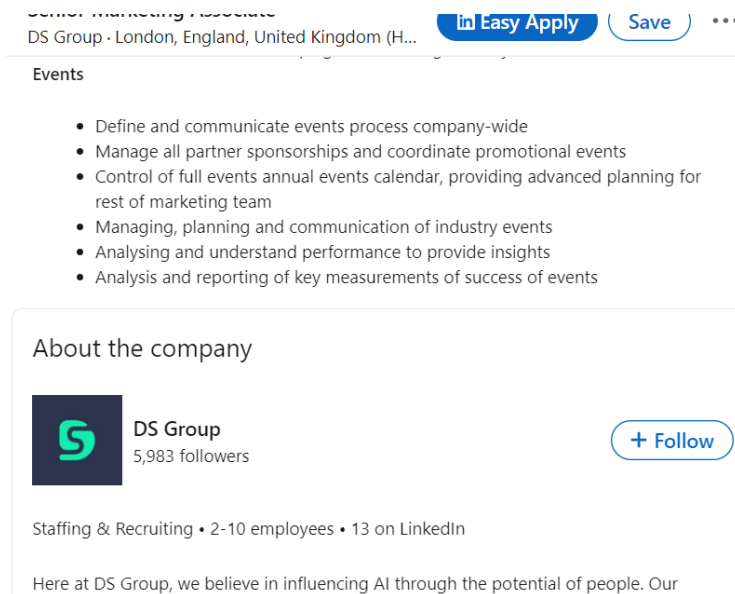 Senior Marketing Associate
DS Group · London, England, United Kingdom (H...
in Easy Apply
Save
Events
• Define and communicate events process company-wide
• Manage all partner sponsorships and coordinate promotional events
• Control of full events annual events calendar, providing advanced planning for
rest of marketing team
• Managing, planning and communication of industry events
• Analysing and understand performance to provide insights
• Analysis and reporting of key measurements of success of events
About the company
DS Group
5,983 followers
+ Follow
Staffing & Recruiting • 2-10 employees • 13 on LinkedIn
Here at DS Group, we believe in influencing AI through the potential of people. Our